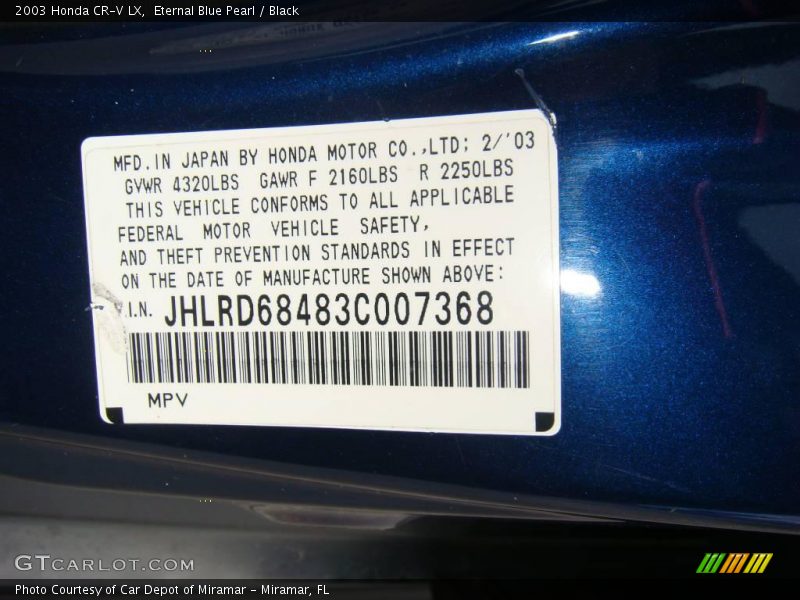 2003 Honda CR-V LX, Eternal Blue Pearl / Black
MFD. IN JAPAN BY HONDA MOTOR CO.,LTD; 2/'03
GVWR 4320LBS GAWR F 2160LBS R 2250LBS
THIS VEHICLE CONFORMS TO ALL APPLICABLE
FEDERAL MOTOR VEHICLE SAFETY,
AND THEFT PREVENTION STANDARDS IN EFFECT
ON THE DATE OF MANUFACTURE SHOWN ABOVE:
.I.N. JHLRD68483C007368
MPV
GTCARLOT.COM
Photo Courtesy of Car Depot of Miramar - Miramar, FL